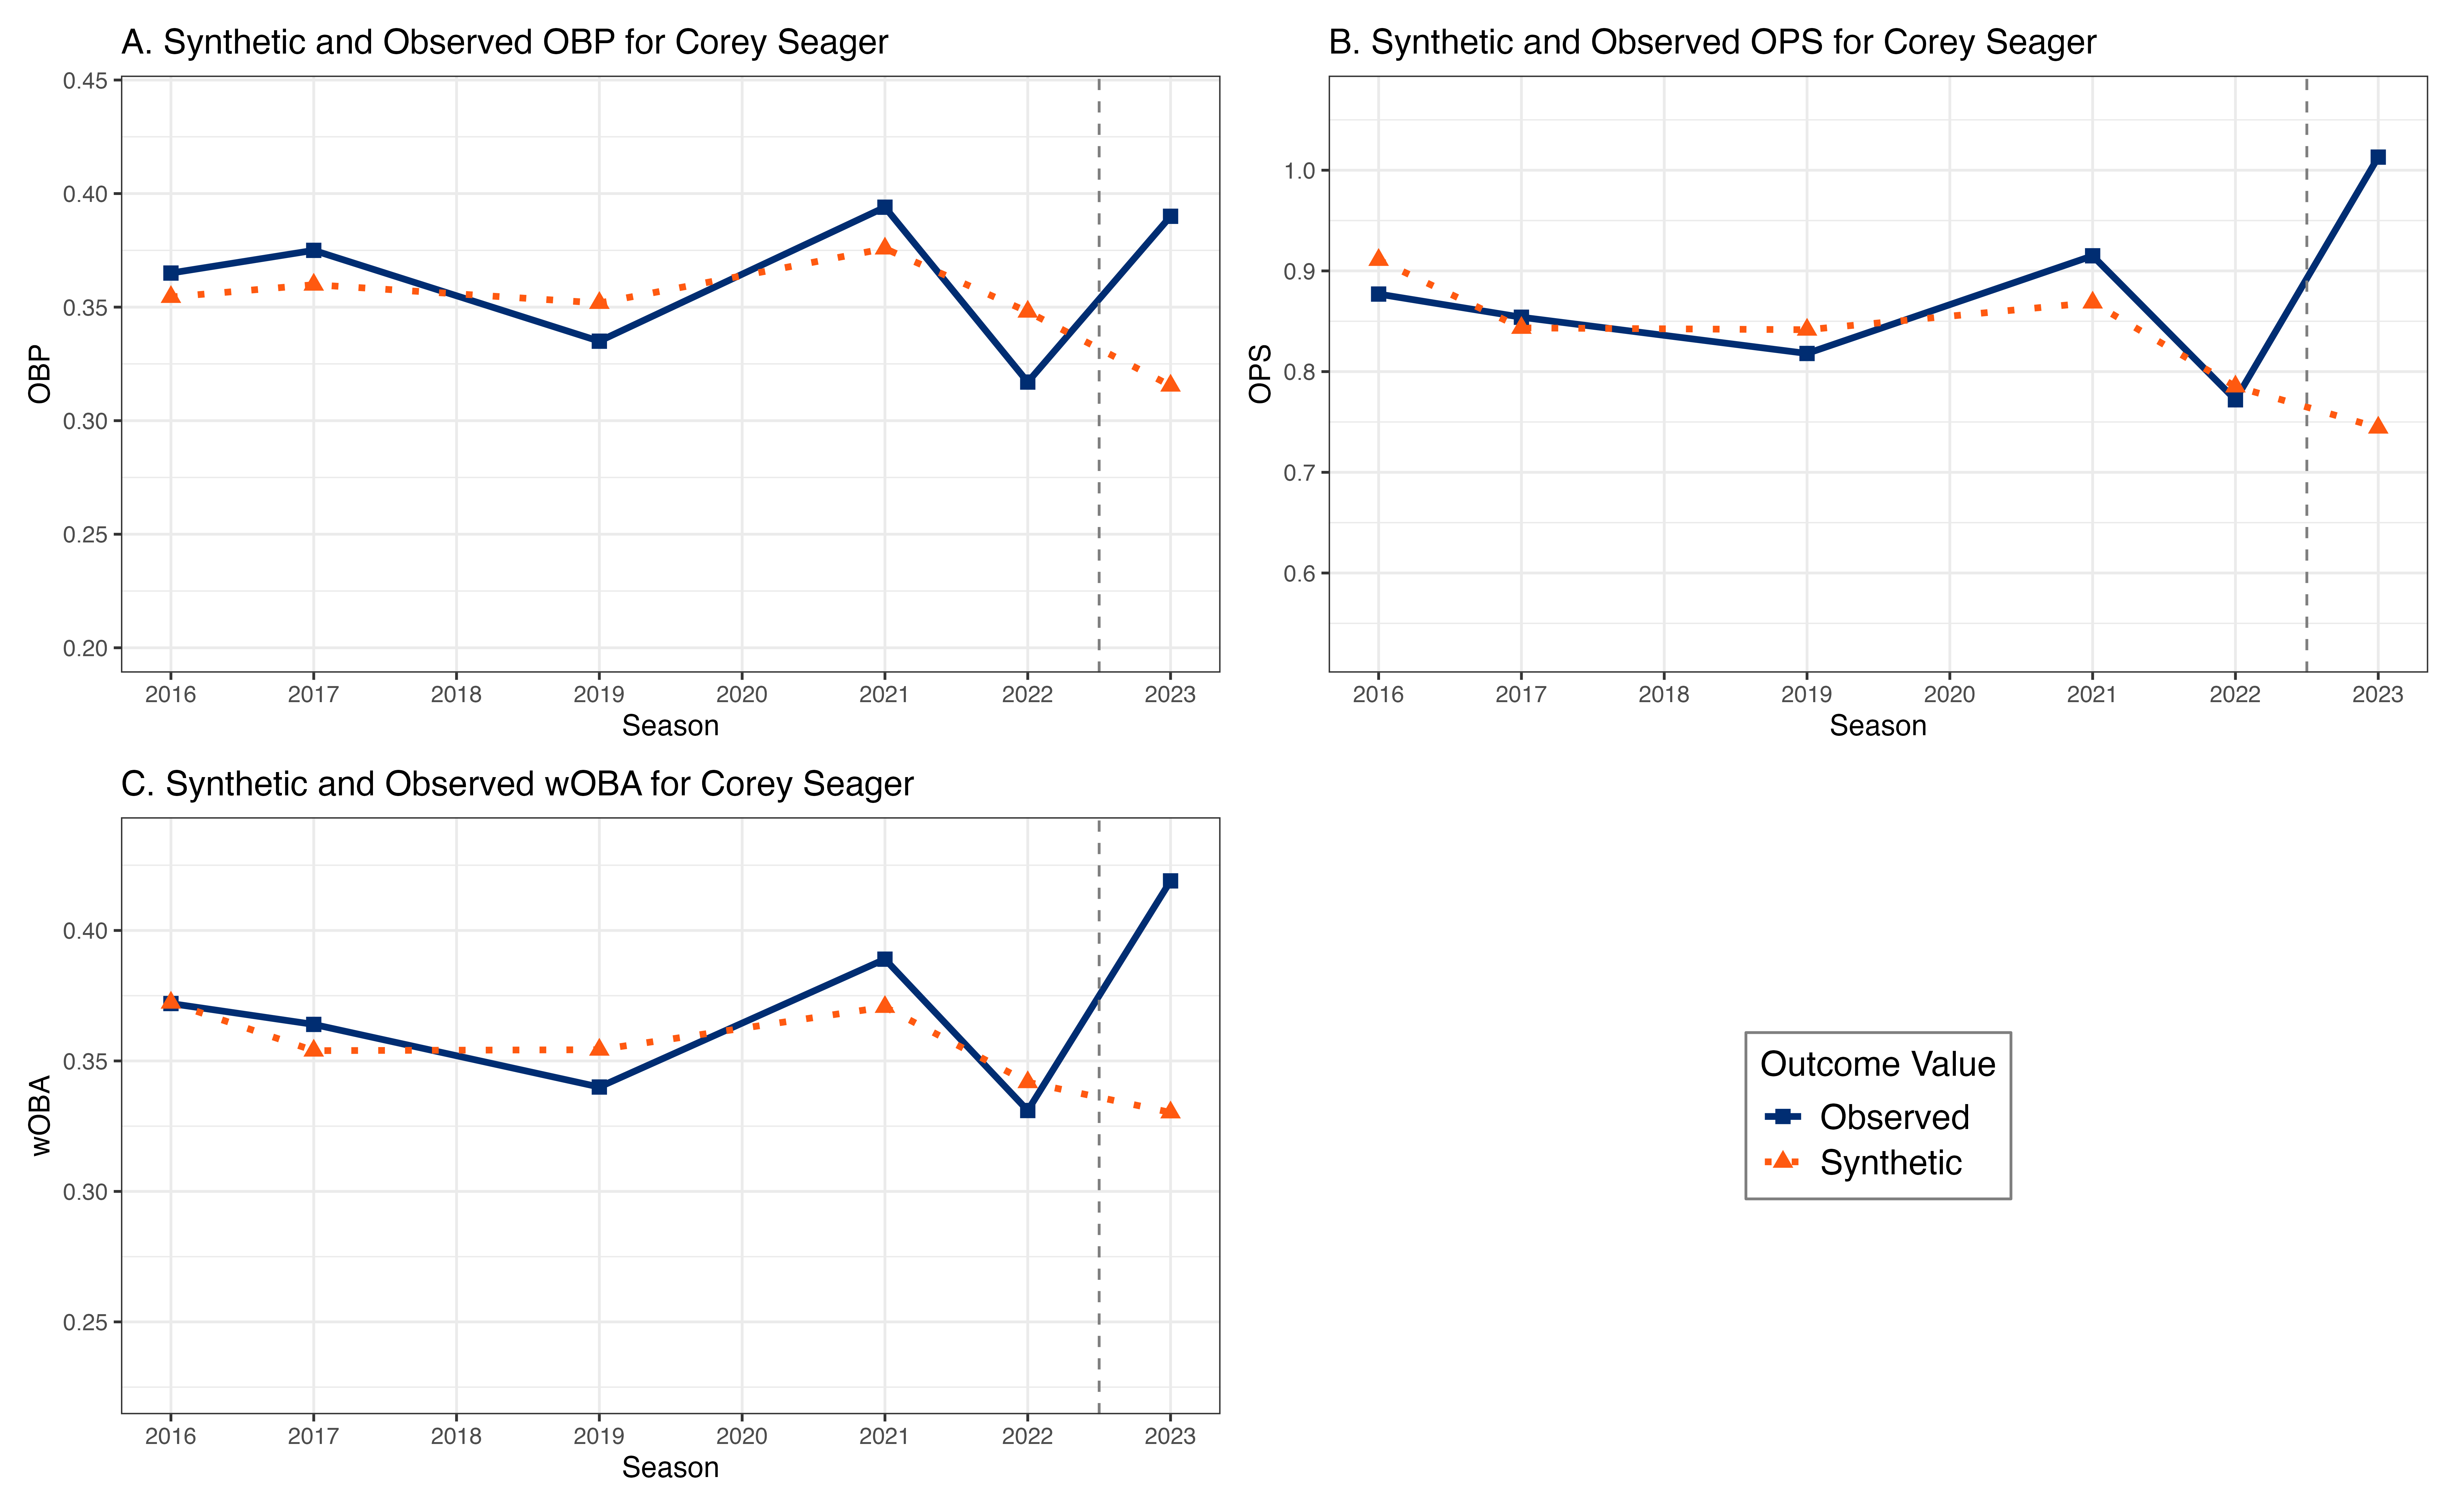 A. Synthetic and Observed OBP for Corey Seager
0.45
0.40
0.35
0.30
0.25
0.20
OBP
2016 2017 2018 2019 2020 2021 2022 2023
Season
B. Synthetic and Observed OPS for Corey Seager
1.0
0.9
0.8
0.7
0.6
OPS
2016 2017 2018 2019 2020 2021 2022 2023
Season
C. Synthetic and Observed wOBA for Corey Seager
0.40
0.35
0.30
0.25
wOBA
2016 2017 2018 2019 2020 2021 2022 2023
Season
Outcome Value
Observed
Synthetic